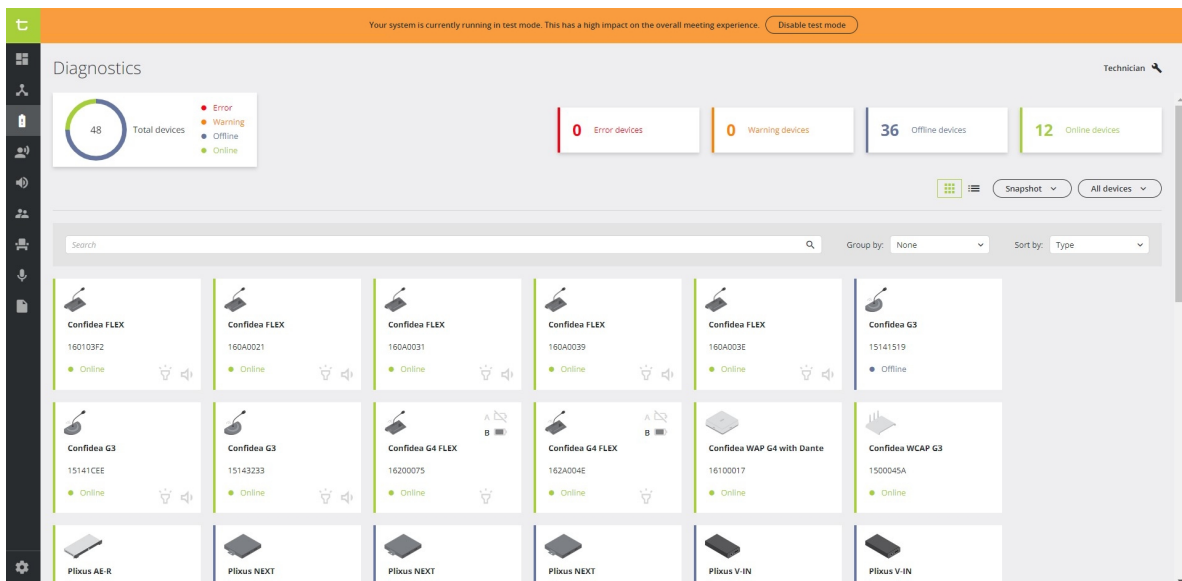 Your system is currently running in test mode. This has a high impact on the overall meeting experience. Disable test mode
Diagnostics
Technician
48 Total devices
Error
Warning
Offline
Online
0 Error devices
0 Warning devices
36 Offline devices
12 Online devices
Snapshot
All devices
Search
Group by: None
Sort by: Type
Confidea FLEX
160103F2
Online
Confidea FLEX
160A0021
Online
Confidea FLEX
160A0031
Online
Confidea FLEX
160A0039
Online
Confidea FLEX
160A003E
Online
Confidea G3
15141519
Offline
Confidea G3
15141CEE
Online
Confidea G3
15143233
Online
A
B
Confidea G4 FLEX
16200075
Online
A
B
Confidea G4 FLEX
162A004E
Online
Confidea WAP G4 with Dante
16100017
Online
Confidea WCAP G3
1500045A
Online
Plixus AE-R
Plixus NEXT
Plixus NEXT
Plixus NEXT
Plixus V-IN
Plixus V-IN